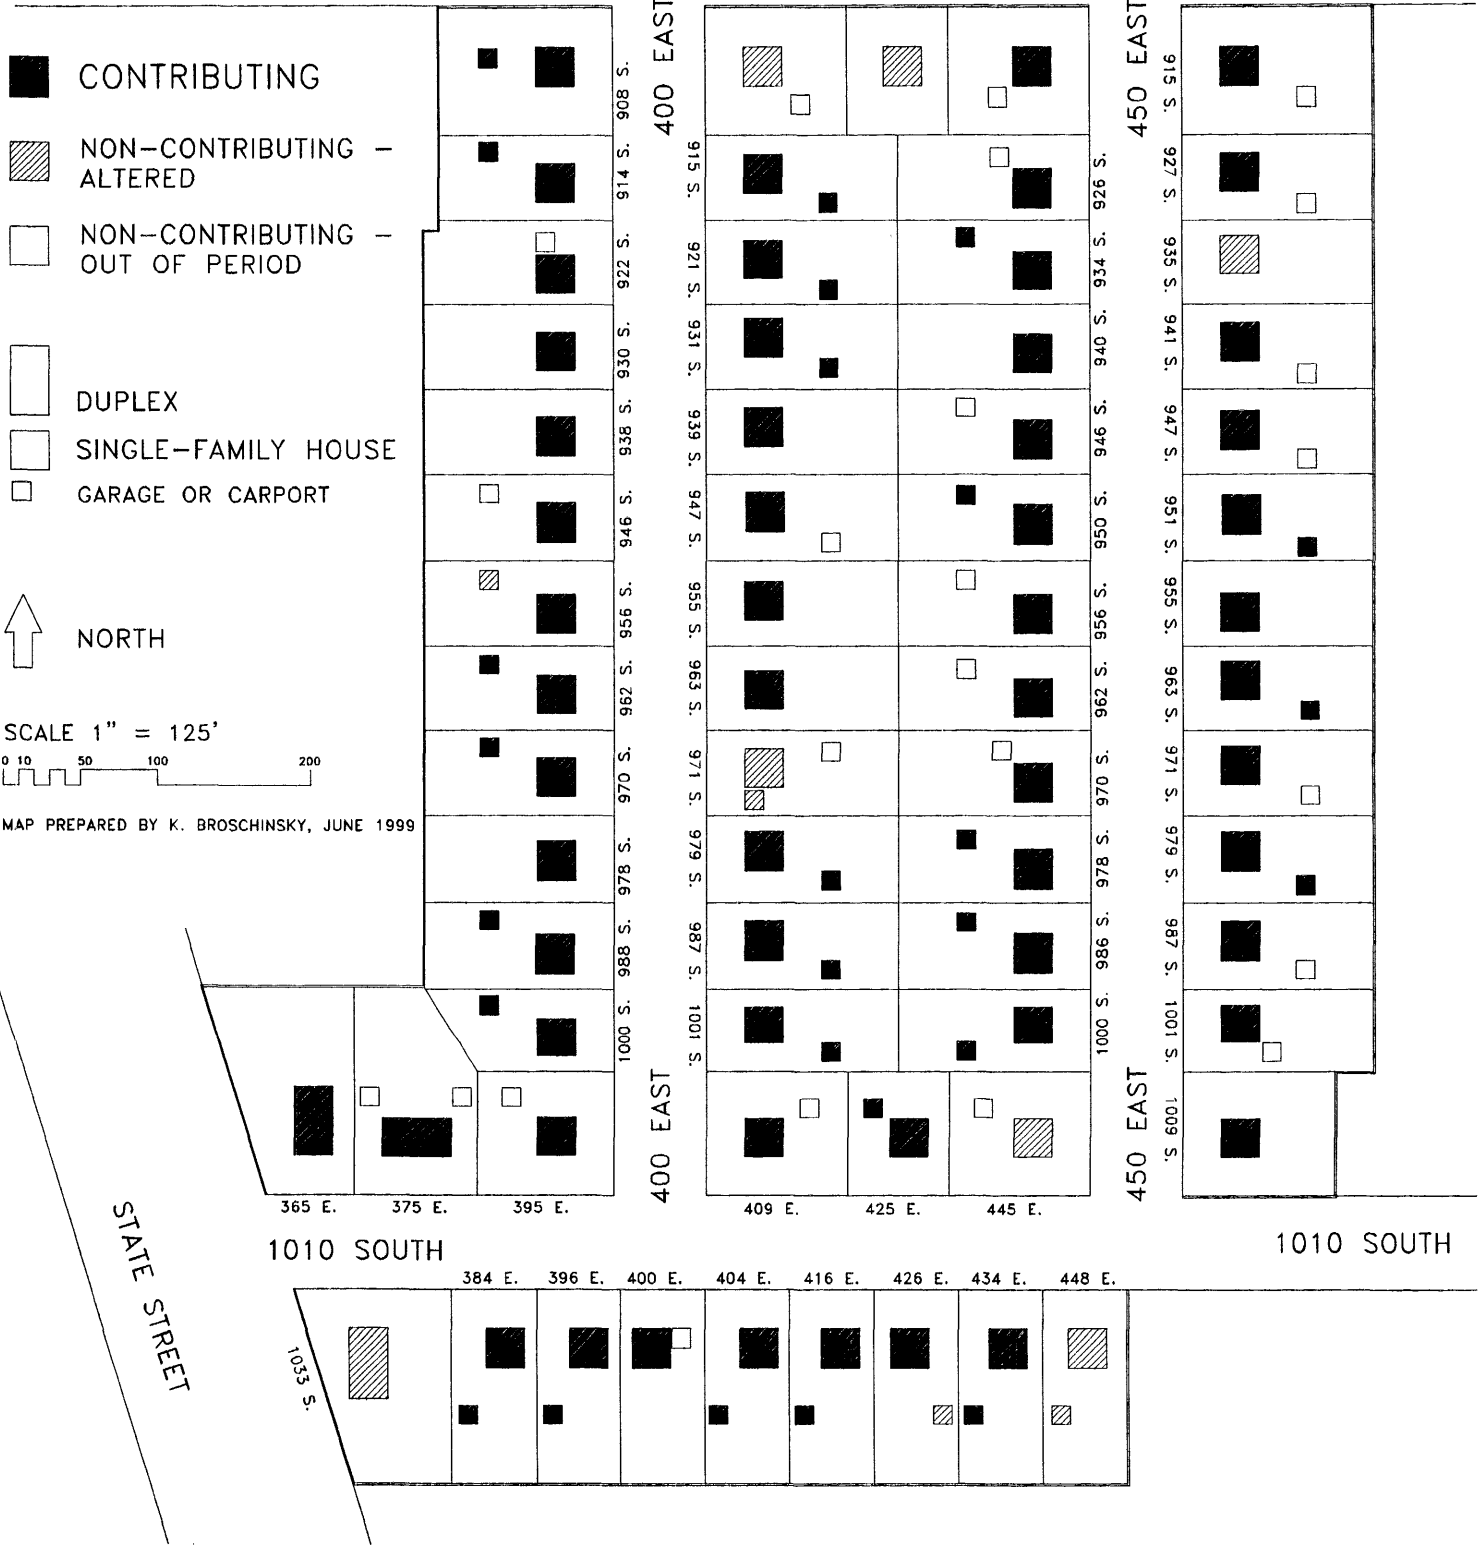 CONTRIBUTING
NON-CONTRIBUTING -
ALTERED
NON-CONTRIBUTING -
OUT OF PERIOD
DUPLEX
SINGLE-FAMILY HOUSE
GARAGE OR CARPORT
NORTH
SCALE 1" = 125'
0 10 50 100 200
MAP PREPARED BY K. BROSCHINSKY, JUNE 1999
908 S.
914 S.
922 S.
930 S.
938 S.
946 S.
956 S.
962 S.
970 S.
978 S.
988 S.
1000 S.
400 EAST
400 EAST
915 S.
921 S.
931 S.
939 S.
947 S.
955 S.
963 S.
971 S.
979 S.
987 S.
1001 S.
926 S.
934 S.
940 S.
946 S.
950 S.
956 S.
962 S.
970 S.
978 S.
986 S.
1000 S.
450 EAST
450 EAST
915 S.
927 S.
935 S.
941 S.
947 S.
951 S.
955 S.
963 S.
971 S.
979 S.
987 S.
1001 S.
1009 S.
365 E.
375 E.
395 E.
409 E.
425 E.
445 E.
1010 SOUTH
1010 SOUTH
STATE STREET
384 E.
396 E.
400 E.
404 E.
416 E.
426 E.
434 E.
448 E.
1033 S.